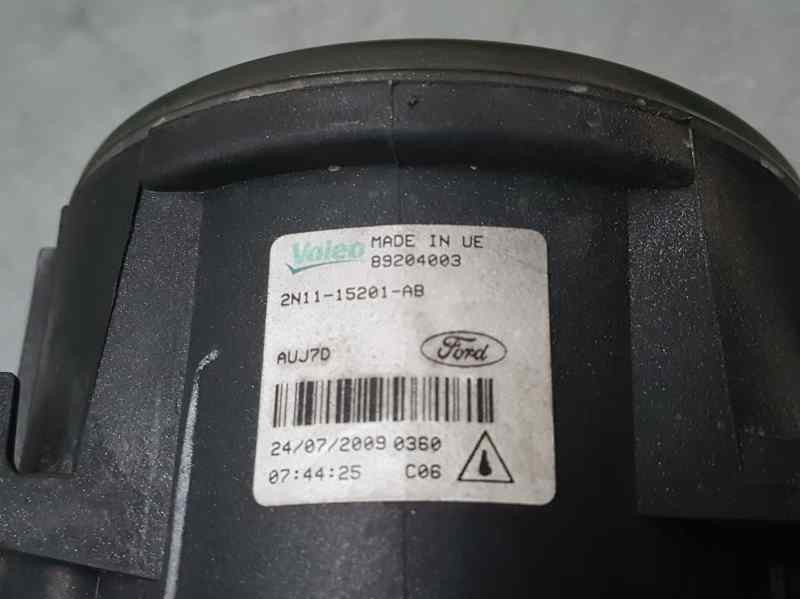 Valeo MADE IN UE
89204003
2N11-15201-AB
AUJ7D Ford
24/07/2009 0360
07:44:25 C06